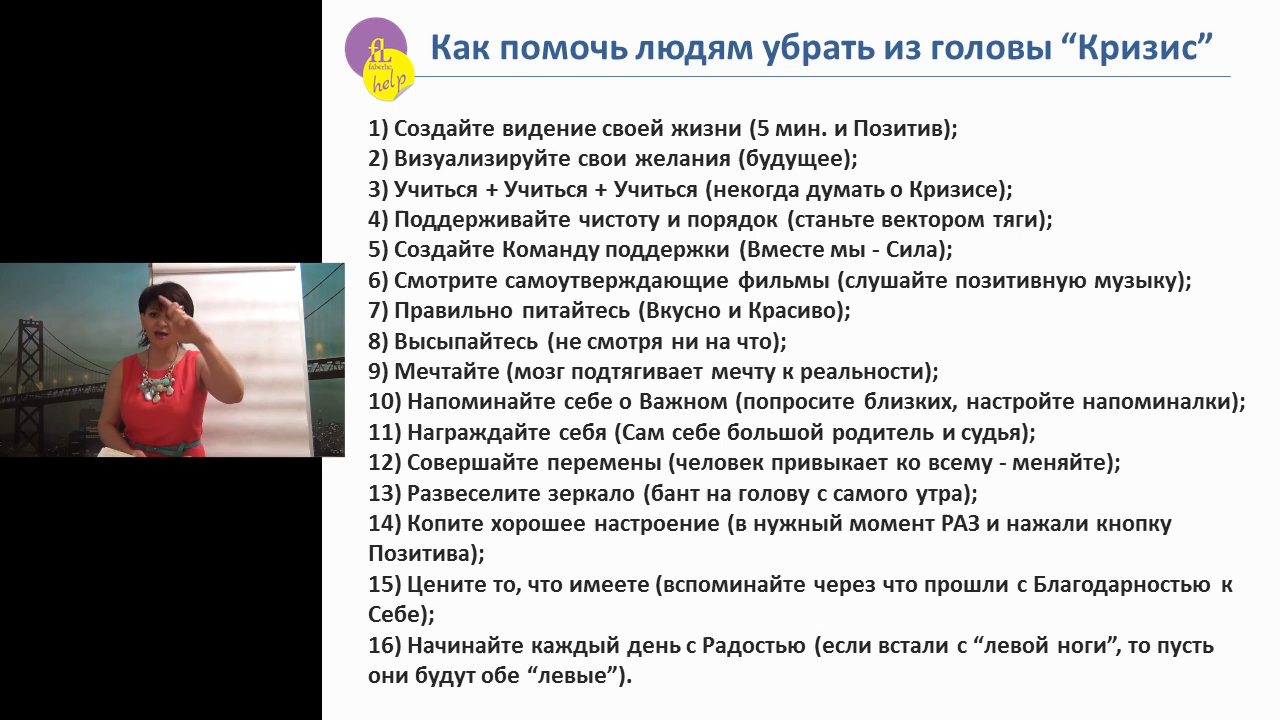 fL
faberlic
help
Как помочь людям убрать из головы “Кризис”
1) Создайте видение своей жизни (5 мин. и Позитив);
2) Визуализируйте свои желания (будущее);
3) Учиться + Учиться + Учиться (некогда думать о Кризисе);
4) Поддерживайте чистоту и порядок (станьте вектором тяги);
5) Создайте Команду поддержки (Вместе мы - Сила);
6) Смотрите самоутверждающие фильмы (слушайте позитивную музыку);
7) Правильно питайтесь (Вкусно и Красиво);
8) Высыпайтесь (не смотря ни на что);
9) Мечтайте (мозг подтягивает мечту к реальности);
10) Напоминайте себе о Важном (попросите близких, настройте напоминалки);
11) Награждайте себя (Сам себе большой родитель и судья);
12) Совершайте перемены (человек привыкает ко всему - меняйте);
13) Развеселите зеркало (бант на голову с самого утра);
14) Копите хорошее настроение (в нужный момент РАЗ и нажали кнопку
Позитива);
15) Цените то, что имеете (вспоминайте через что прошли с Благодарностью к
Себе);
16) Начинайте каждый день с Радостью (если встали с “левой ноги”, то пусть
они будут обе “левые”).